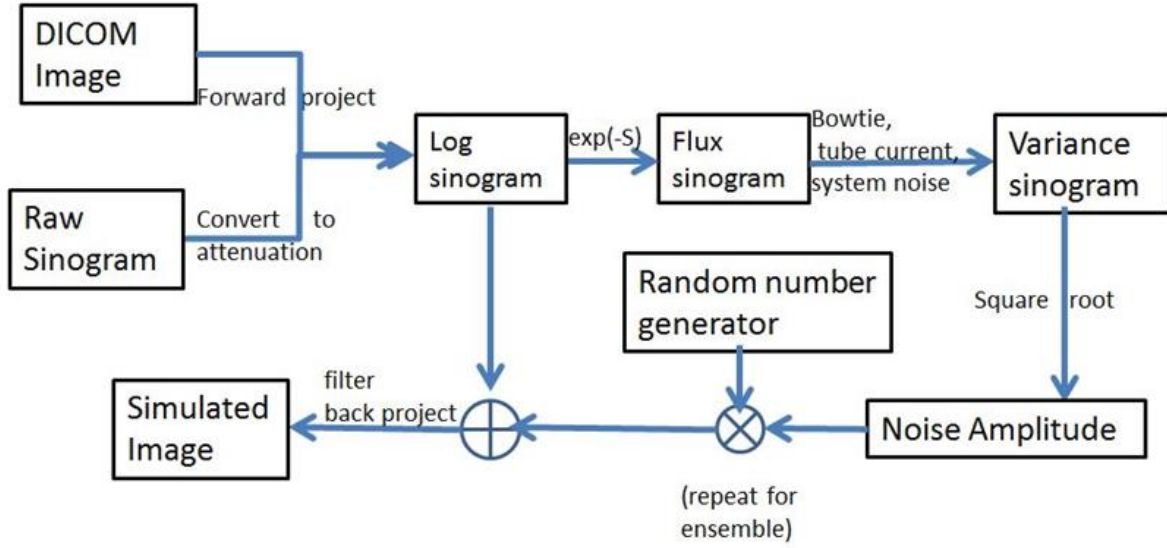 DICOM
Image
Forward project
Raw
Sinogram
Convert to
attenuation
Log
sinogram
exp(-S)
Flux
sinogram
Bowtie,
tube current,
system noise
Variance
sinogram
Square root
Random number
generator
Noise Amplitude
(repeat for
ensemble)
filter
back project
Simulated
Image